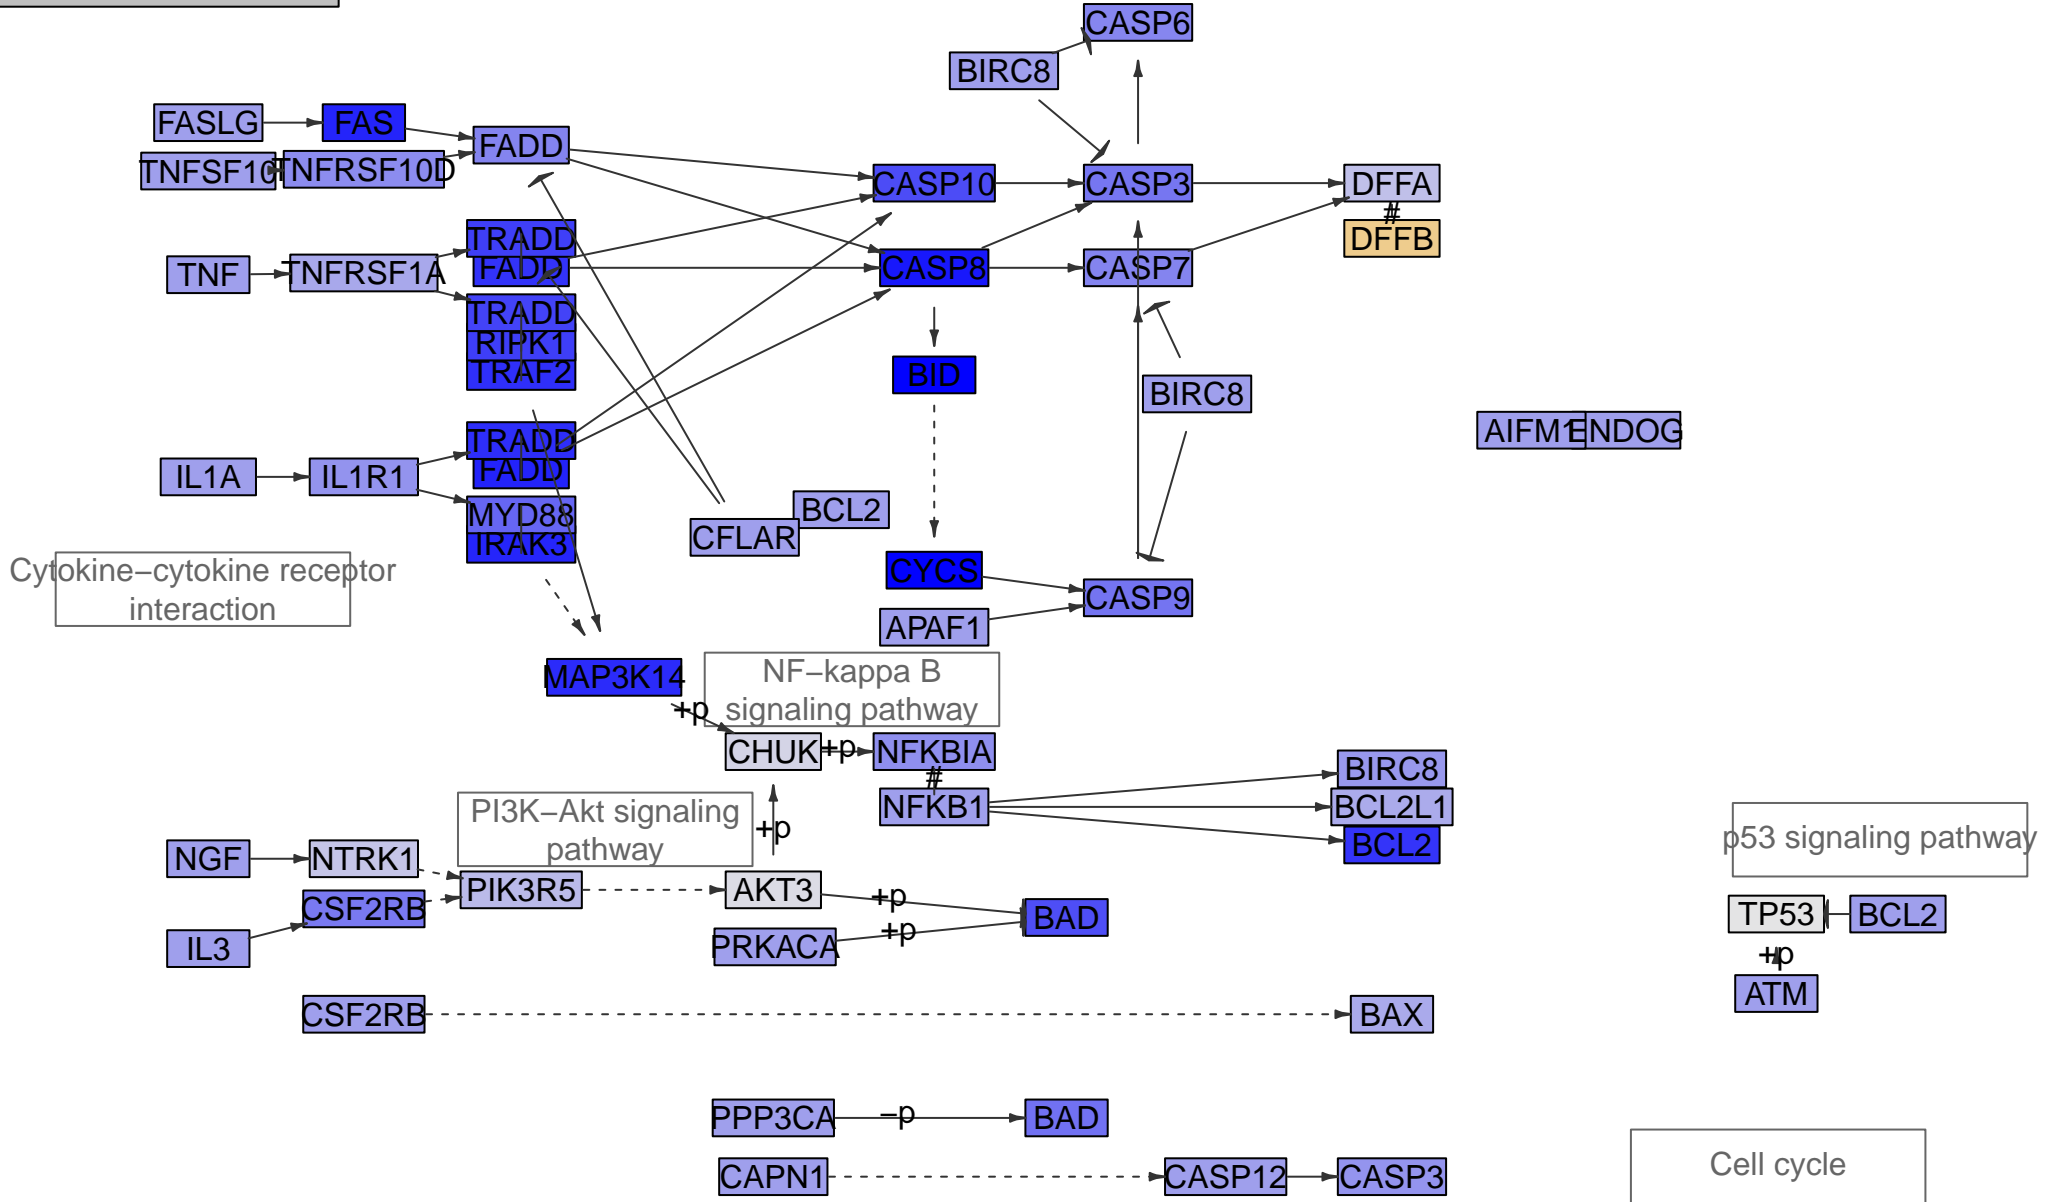 CASP6
BIRC8
FASLG
FAS
FADD
TNFSF10
TNFRSF10D
CASP10
CASP3
DFFA
#
DFFB
TRADD
FADD
TNF
TNFRSF1A
CASP8
CASP7
TRADD
RIPK1
TRAF2
BID
BIRC8
AIFM1
ENDOG
TRADD
FADD
IL1A
IL1R1
MYD88
IRAK3
BCL2
CFLAR
Cytokine−cytokine receptor
interaction
CYCS
CASP9
APAF1
MAP3K14
NF−kappa B
signaling pathway
+p
CHUK
+p
NFKBIA
#
NFKB1
BIRC8
BCL2L1
BCL2
PI3K−Akt signaling
pathway
+p
p53 signaling pathway
NGF
NTRK1
PIK3R5
AKT3
+p
CSF2RB
BAD
TP53
BCL2
IL3
PRKACA
+p
+p
ATM
CSF2RB
BAX
PPP3CA
−p
BAD
Cell cycle
CAPN1
CASP12
CASP3